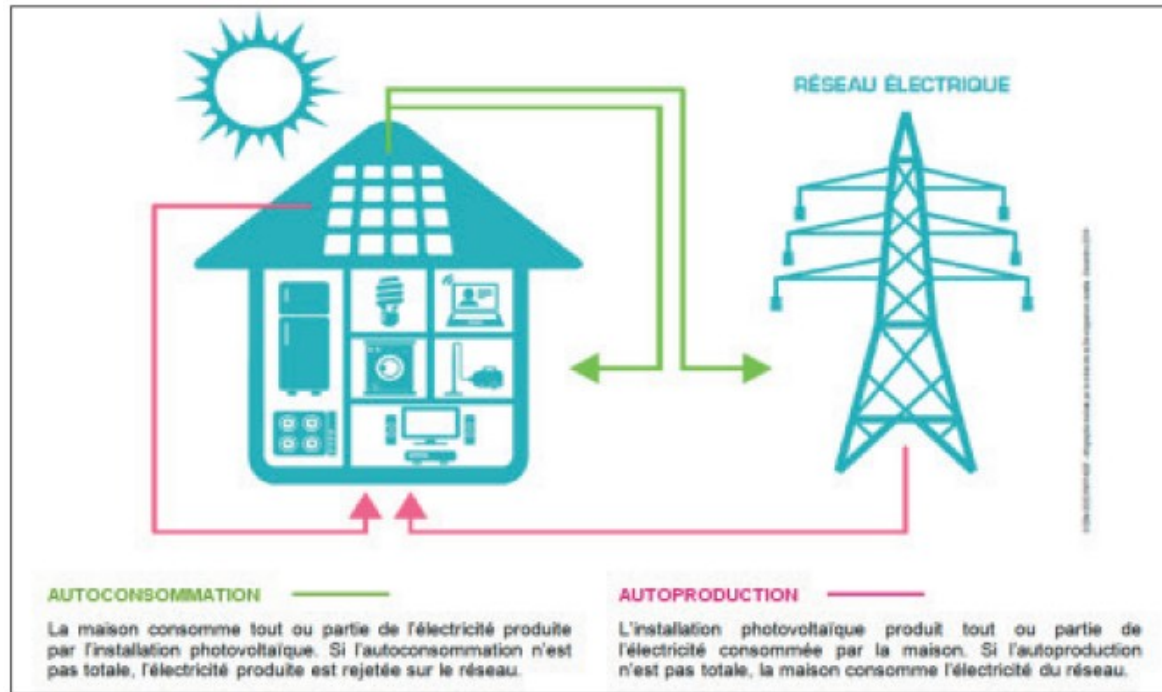 RÉSEAU ÉLECTRIQUE
AUTOCONSOMMATION
La maison consomme tout ou partie de l'électricité produite
par l'installation photovoltaïque. Si l'autoconsommation n'est
pas totale, l'électricité produite est rejetée sur le réseau.
AUTOPRODUCTION
L'installation photovoltaïque produit tout ou partie de
l'électricité consommée par la maison. Si l'autoproduction
n'est pas totale, la maison consomme l'électricité du réseau.